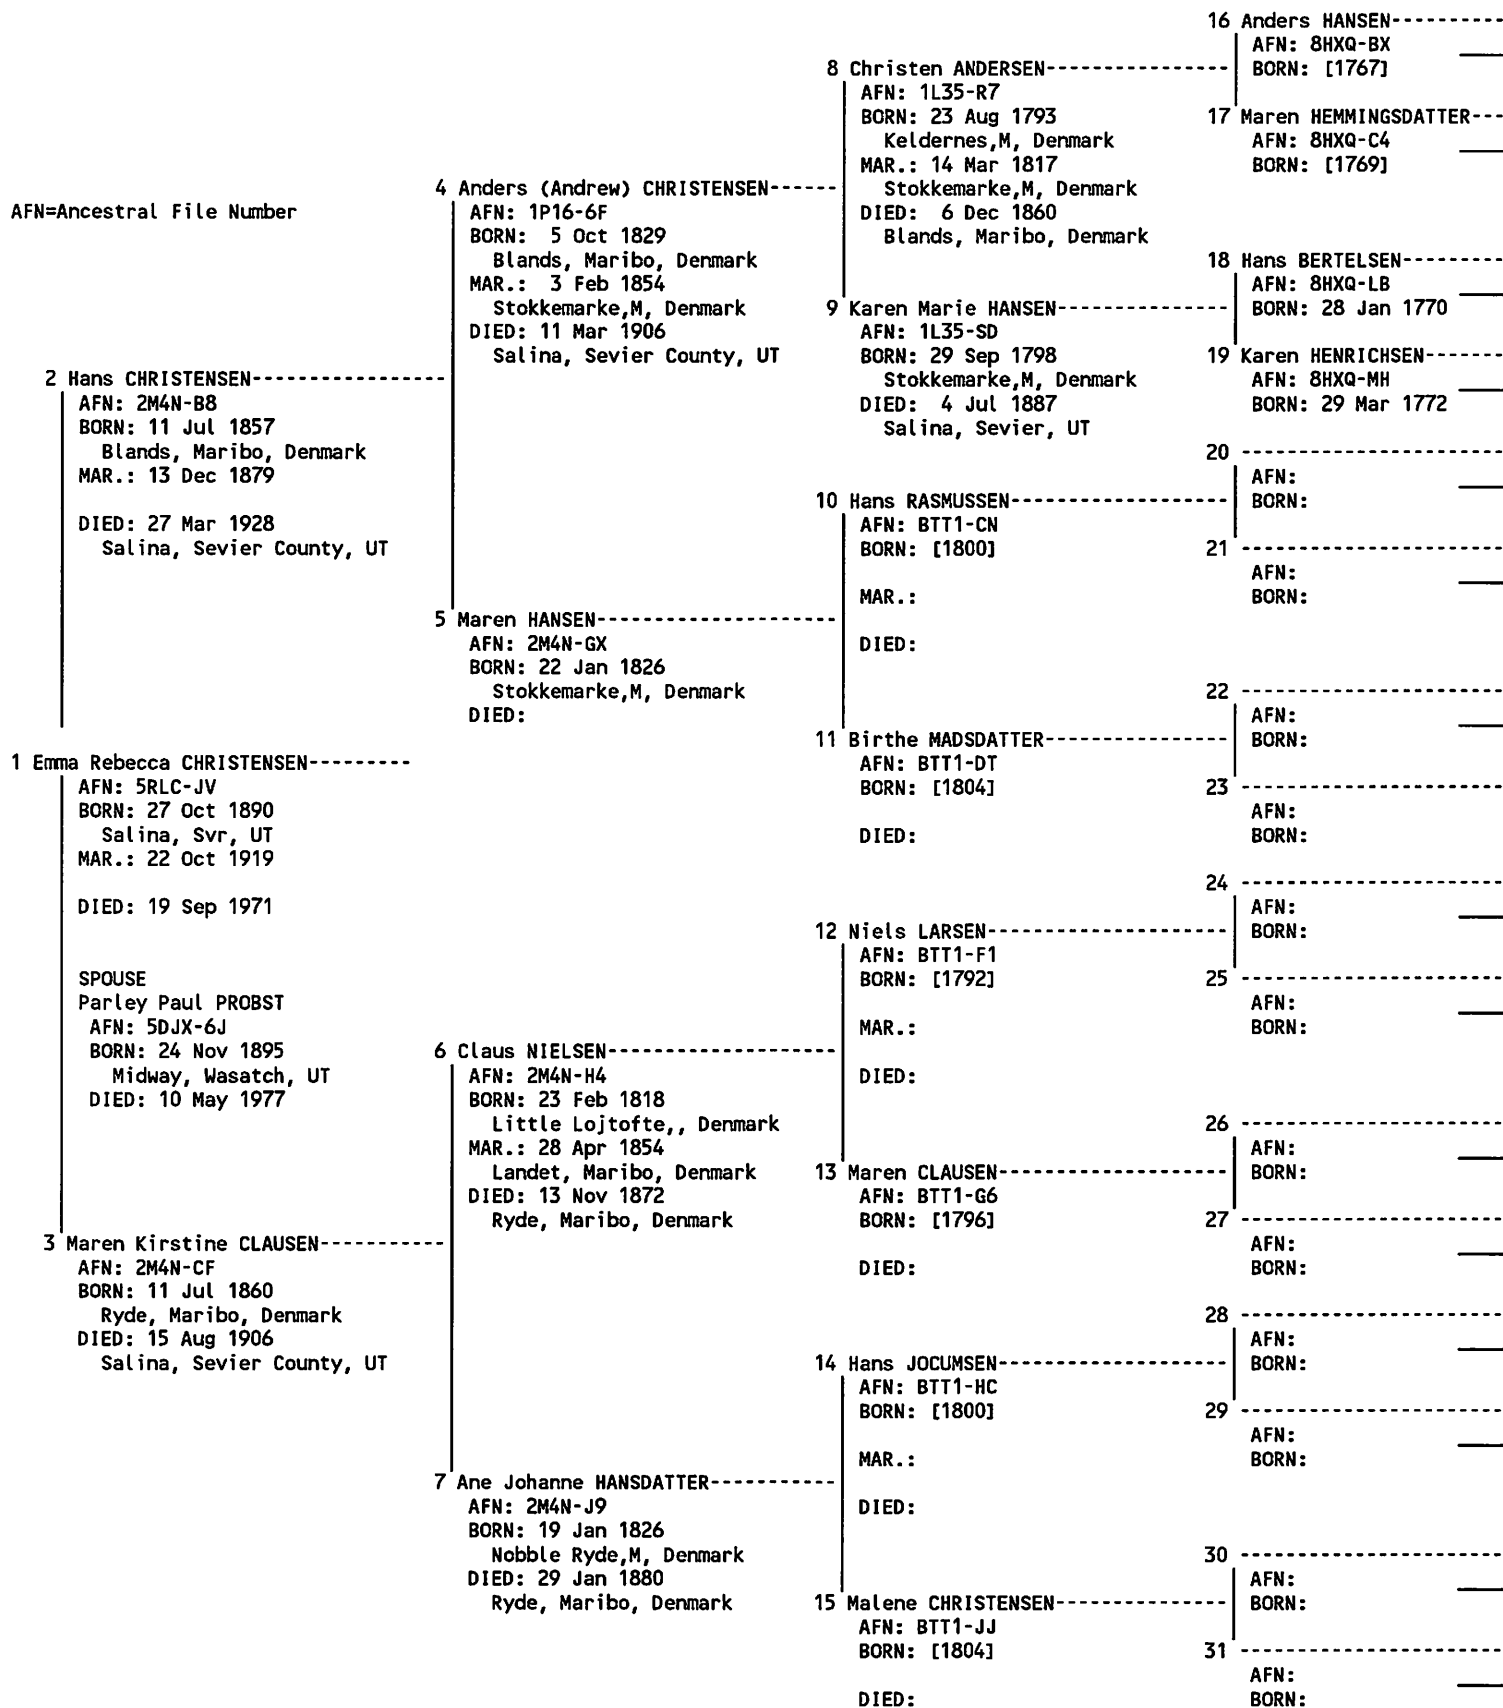 AFN=Ancestral File Number
1 Emma Rebecca CHRISTENSEN
AFN: 5RLC-JV
BORN: 27 Oct 1890
Salina, Svr, UT
MAR.: 22 Oct 1919
DIED: 19 Sep 1971
SPOUSE
Parley Paul PROBST
AFN: 5DJX-6J
BORN: 24 Nov 1895
Midway, Wasatch, UT
DIED: 10 May 1977
2 Hans CHRISTENSEN
AFN: 2M4N-B8
BORN: 11 Jul 1857
Blands, Maribo, Denmark
MAR.: 13 Dec 1879
DIED: 27 Mar 1928
Salina, Sevier County, UT
3 Maren Kirstine CLAUSEN
AFN: 2M4N-CF
BORN: 11 Jul 1860
Ryde, Maribo, Denmark
DIED: 15 Aug 1906
Salina, Sevier County, UT
4 Anders (Andrew) CHRISTENSEN
AFN: 1P16-6F
BORN: 5 Oct 1829
Blands, Maribo, Denmark
MAR.: 3 Feb 1854
Stokkemarke,M, Denmark
DIED: 11 Mar 1906
Salina, Sevier County, UT
5 Maren HANSEN
AFN: 2M4N-GX
BORN: 22 Jan 1826
Stokkemarke,M, Denmark
DIED:
6 Claus NIELSEN
AFN: 2M4N-H4
BORN: 23 Feb 1818
Little Lojtofte,, Denmark
MAR.: 28 Apr 1854
Landet, Maribo, Denmark
DIED: 13 Nov 1872
Ryde, Maribo, Denmark
7 Ane Johanne HANSDATTER
AFN: 2M4N-J9
BORN: 19 Jan 1826
Nobble Ryde,M, Denmark
DIED: 29 Jan 1880
Ryde, Maribo, Denmark
8 Christen ANDERSEN
AFN: 1L35-R7
BORN: 23 Aug 1793
Keldernes,M, Denmark
MAR.: 14 Mar 1817
Stokkemarke,M, Denmark
DIED: 6 Dec 1860
Blands, Maribo, Denmark
9 Karen Marie HANSEN
AFN: 1L35-SD
BORN: 29 Sep 1798
Stokkemarke,M, Denmark
DIED: 4 Jul 1887
Salina, Sevier, UT
10 Hans RASMUSSEN
AFN: BTT1-CN
BORN: [1800]
MAR.:
DIED:
11 Birthe MADSDATTER
AFN: BTT1-DT
BORN: [1804]
DIED:
12 Niels LARSEN
AFN: BTT1-F1
BORN: [1792]
MAR.:
DIED:
13 Maren CLAUSEN
AFN: BTT1-G6
BORN: [1796]
DIED:
14 Hans JOCUMSEN
AFN: BTT1-HC
BORN: [1800]
MAR.:
DIED:
15 Malene CHRISTENSEN
AFN: BTT1-JJ
BORN: [1804]
DIED:
16 Anders HANSEN
AFN: 8HXQ-BX
BORN: [1767]
17 Maren HEMMINGSDATTER
AFN: 8HXQ-C4
BORN: [1769]
18 Hans BERTELSEN
AFN: 8HXQ-LB
BORN: 28 Jan 1770
19 Karen HENRICHSEN
AFN: 8HXQ-MH
BORN: 29 Mar 1772
20
AFN:
BORN:
21
AFN:
BORN:
22
AFN:
BORN:
23
AFN:
BORN:
24
AFN:
BORN:
25
AFN:
BORN:
26
AFN:
BORN:
27
AFN:
BORN:
28
AFN:
BORN:
29
AFN:
BORN:
30
AFN:
BORN:
31
AFN:
BORN: